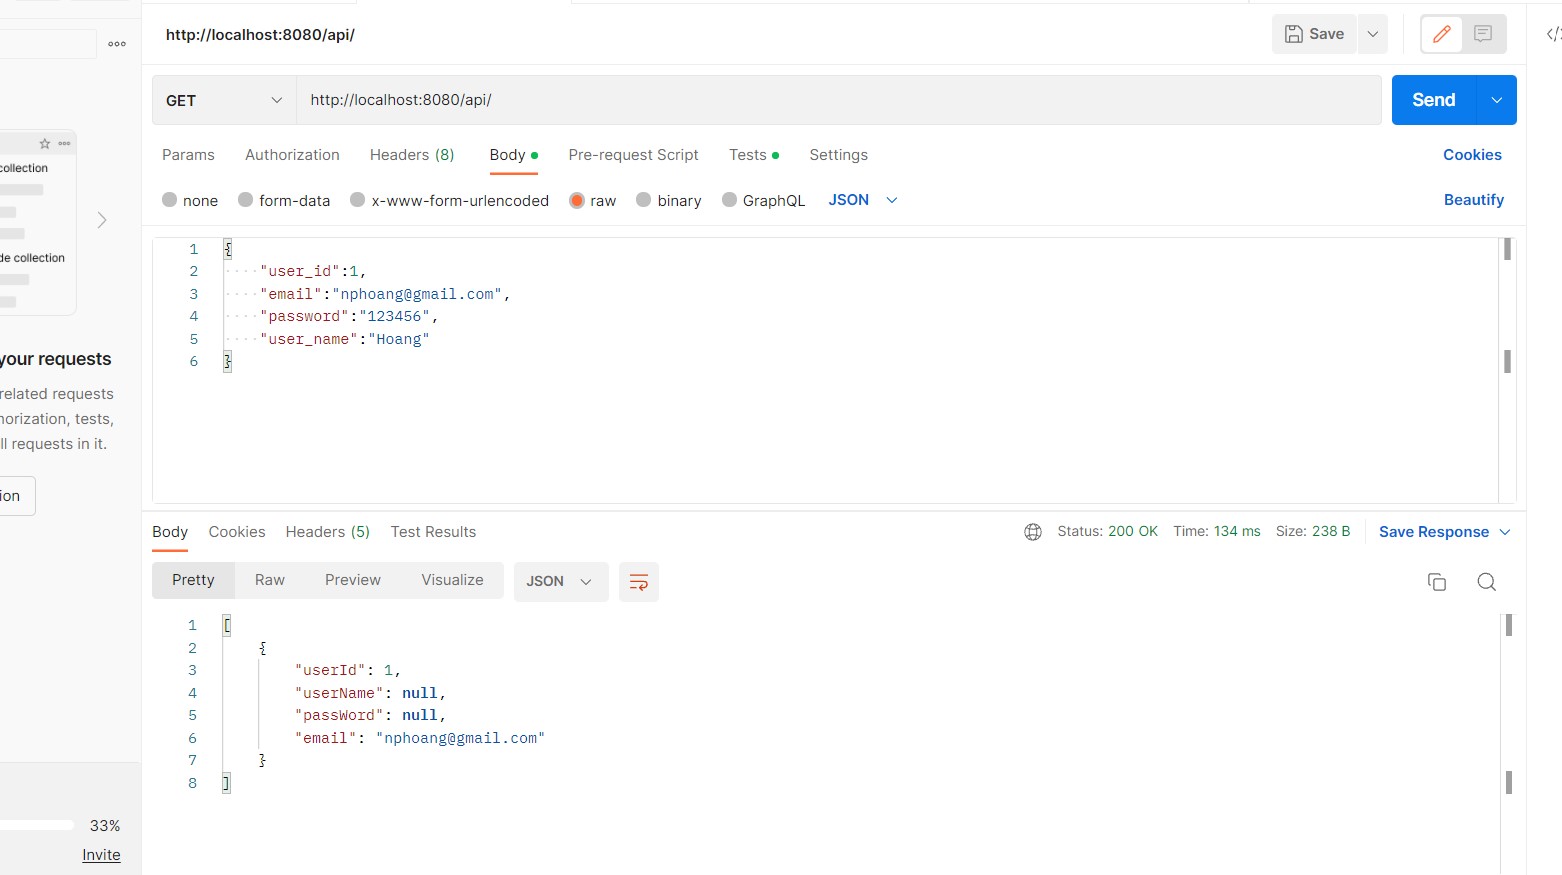 http://localhost:8080/api/
Save
GET
http://localhost:8080/api/
Send
Params
Authorization
Headers (8)
Body
Pre-request Script
Tests
Settings
Cookies
none
form-data
x-www-form-urlencoded
raw
binary
GraphQL
JSON
Beautify
1 {
2 ····"user_id":1,
3 ····"email":"nphoang@gmail.com",
4 ····"password":"123456",
5 ····"user_name":"Hoang"
6 }
collection
de collection
your requests
related requests
horization, tests,
ll requests in it.
ion
33%
Invite
Body
Cookies
Headers (5)
Test Results
Status: 200 OK
Time: 134 ms
Size: 238 B
Save Response
Pretty
Raw
Preview
Visualize
JSON
1 [
2 {
3 "userId": 1,
4 "userName": null,
5 "passWord": null,
6 "email": "nphoang@gmail.com"
7 }
8 ]